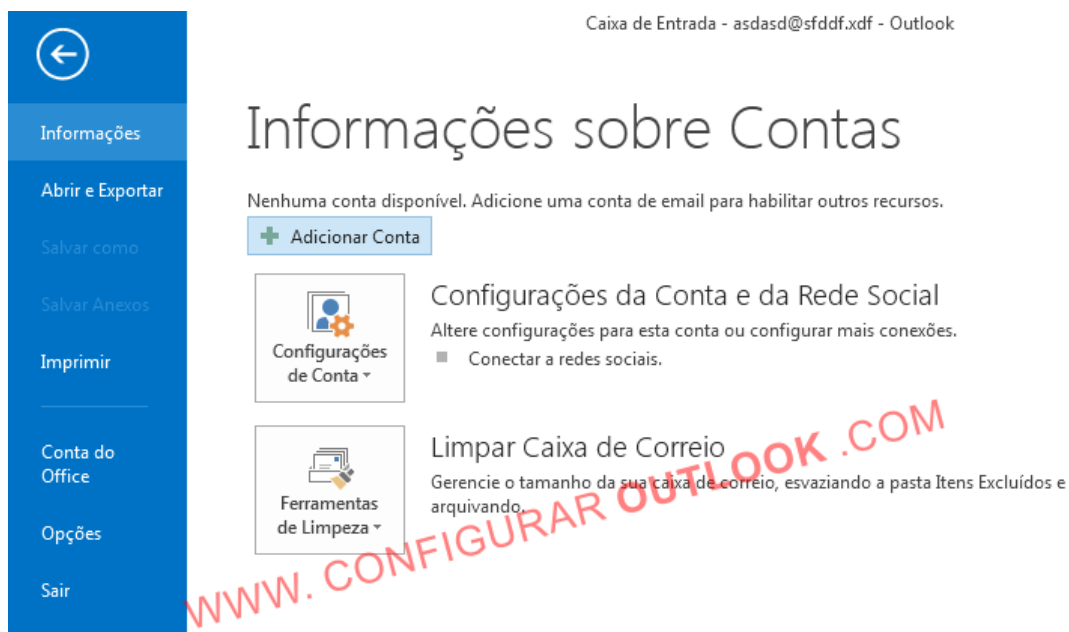 Caixa de Entrada - asdasd@sfddf.xdf - Outlook
Informações
Abrir e Exportar
Salvar como
Salvar Anexos
Imprimir
Conta do
Office
Opções
Sair
Informações sobre Contas
Nenhuma conta disponível. Adicione uma conta de email para habilitar outros recursos.
Adicionar Conta
Configurações
de Conta
Configurações da Conta e da Rede Social
Altere configurações para esta conta ou configurar mais conexões.
Conectar a redes sociais.
Ferramentas
de Limpeza
Limpar Caixa de Correio
Gerencie o tamanho da sua caixa de correio, esvaziando a pasta Itens Excluídos e
arquivando.
WWW. CONFIGURAR OUTLOOK .COM